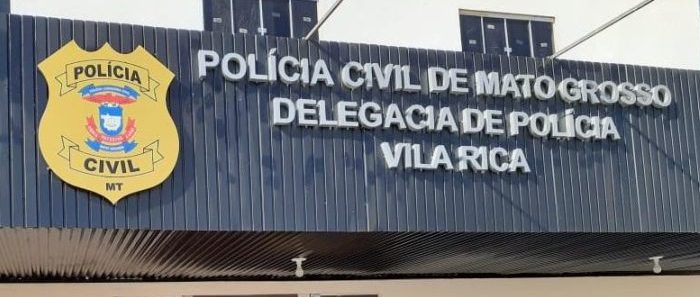 POLÍCIA
CIVIL
MT
POLÍCIA CIVIL DE MATO GROSSO
DELEGACIA DE POLÍCIA
VILA RICA